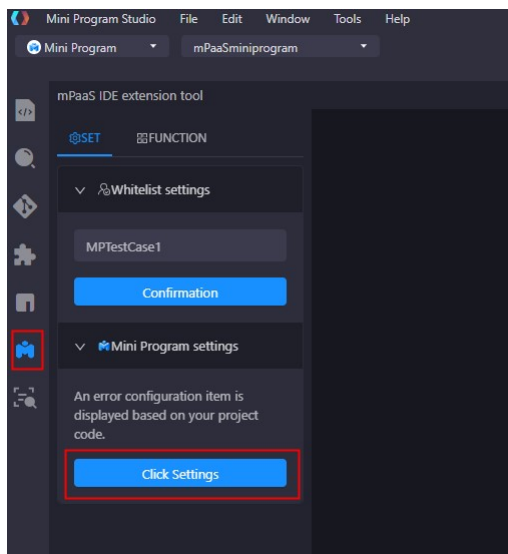 Mini Program Studio File Edit Window Tools Help
Mini Program mPaaSminiprogram
mPaaS IDE extension tool
SET FUNCTION
Whitelist settings
MPTestCase1
Confirmation
Mini Program settings
An error configuration item is
displayed based on your project
code.
Click Settings